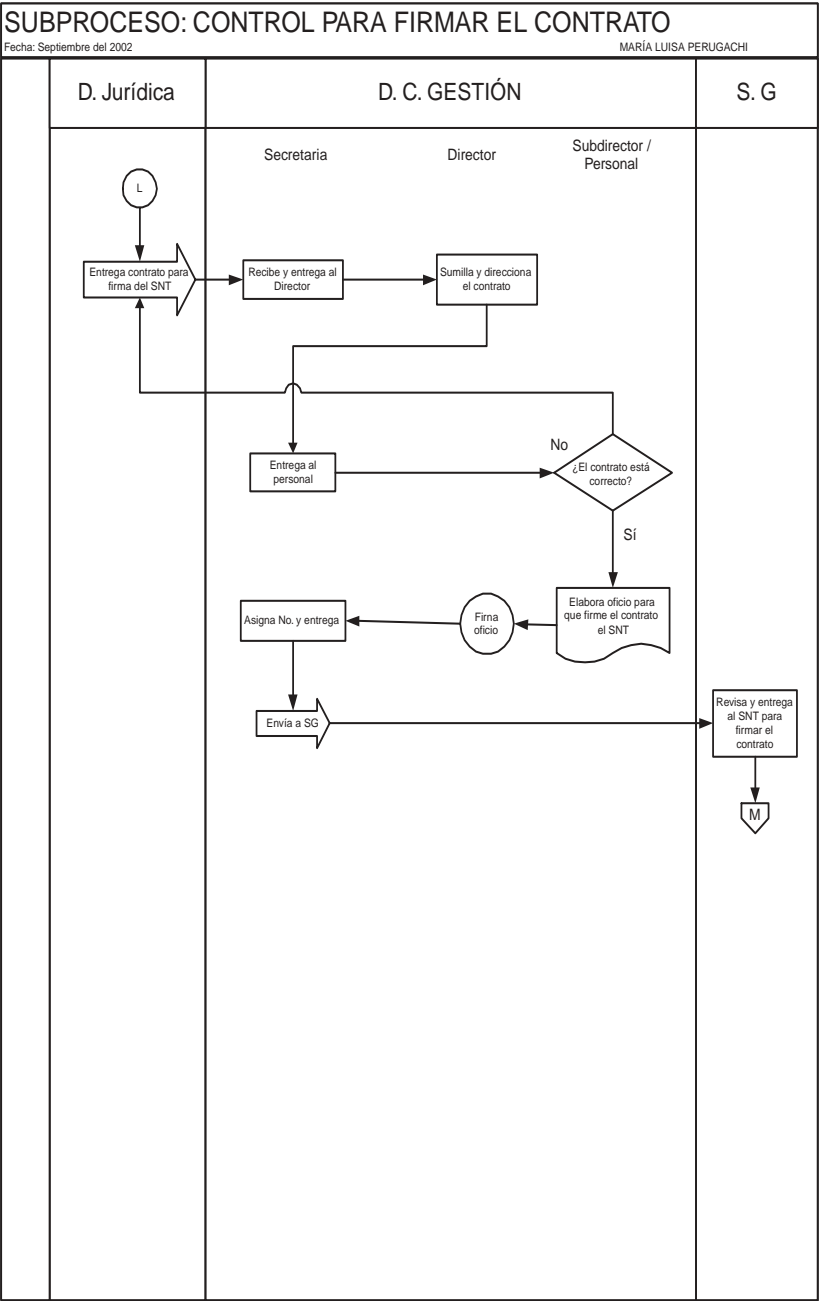 SUBPROCESO: CONTROL PARA FIRMAR EL CONTRATO
Fecha: Septiembre del 2002
MARÍA LUISA PERUGACHI
D. Jurídica
D. C. GESTIÓN
S. G
Secretaria
Director
Subdirector /
Personal
L
Entrega contrato para
firma del SNT
Recibe y entrega al
Director
Sumilla y direcciona
el contrato
No
Entrega al
personal
¿El contrato está
correcto?
Sí
Asigna No. y entrega
Firna
oficio
Elabora oficio para
que firme el contrato
el SNT
Envía a SG
Revisa y entrega
al SNT para
firmar el
contrato
M